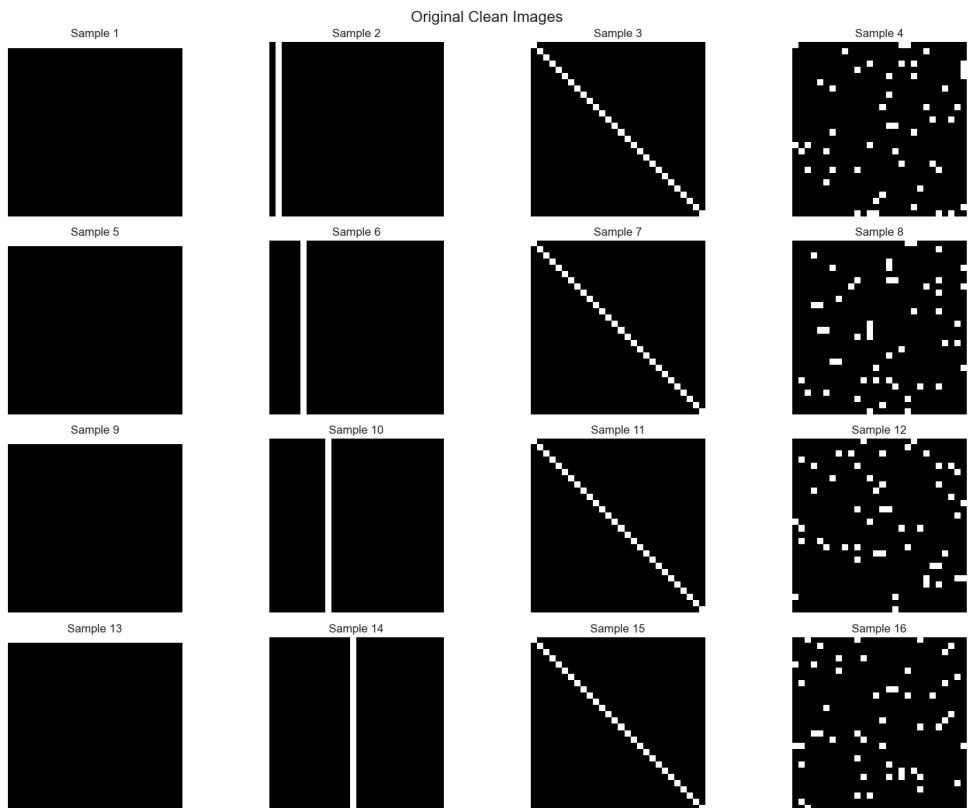 Original Clean Images
Sample 1
Sample 2
Sample 3
Sample 4
Sample 5
Sample 6
Sample 7
Sample 8
Sample 9
Sample 10
Sample 11
Sample 12
Sample 13
Sample 14
Sample 15
Sample 16